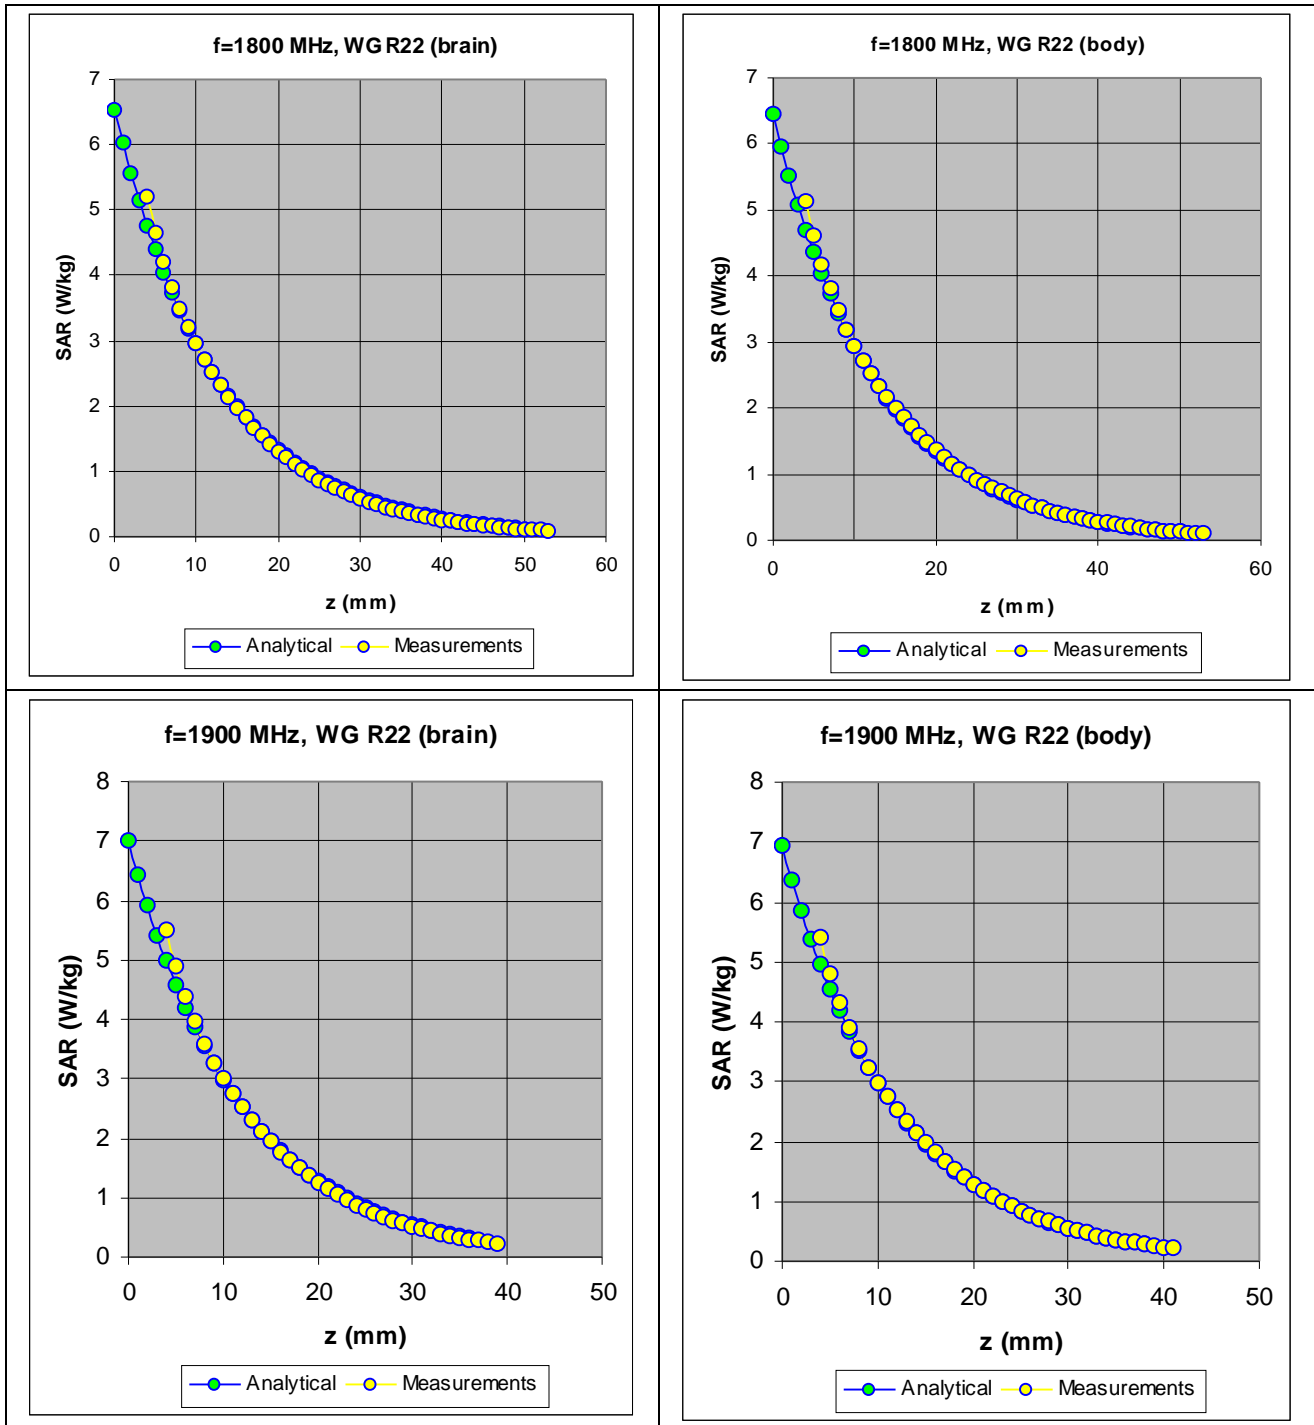 f=1800 MHz, WG R22 (brain)
7
6
5
4
3
2
1
0
SAR (W/kg)
0 10 20 30 40 50 60
z (mm)
Analytical Measurements
f=1800 MHz, WG R22 (body)
7
6
5
4
3
2
1
0
SAR (W/kg)
0 20 40 60
z (mm)
Analytical Measurements
f=1900 MHz, WG R22 (brain)
8
7
6
5
4
3
2
1
0
SAR (W/kg)
0 10 20 30 40 50
z (mm)
Analytical Measurements
f=1900 MHz, WG R22 (body)
8
7
6
5
4
3
2
1
0
SAR (W/kg)
0 10 20 30 40 50
z (mm)
Analytical Measurements